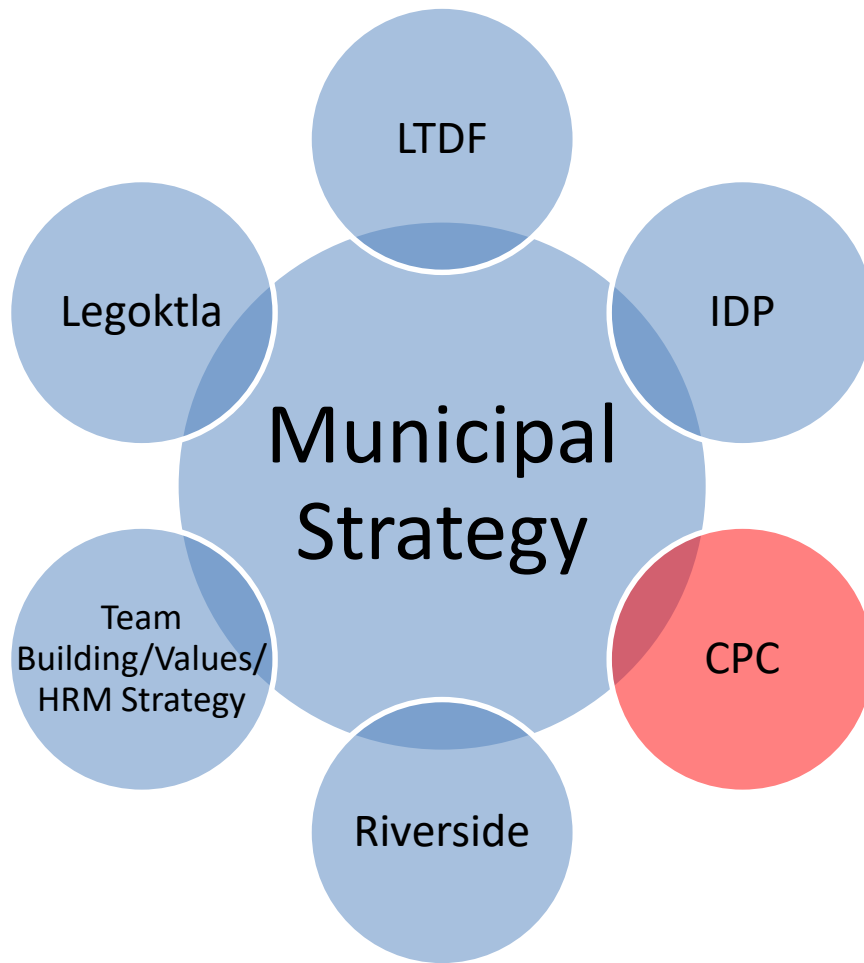 LTDF
Legoktla
IDP
Municipal
Strategy
Team
Building/Values/
HRM Strategy
CPC
Riverside